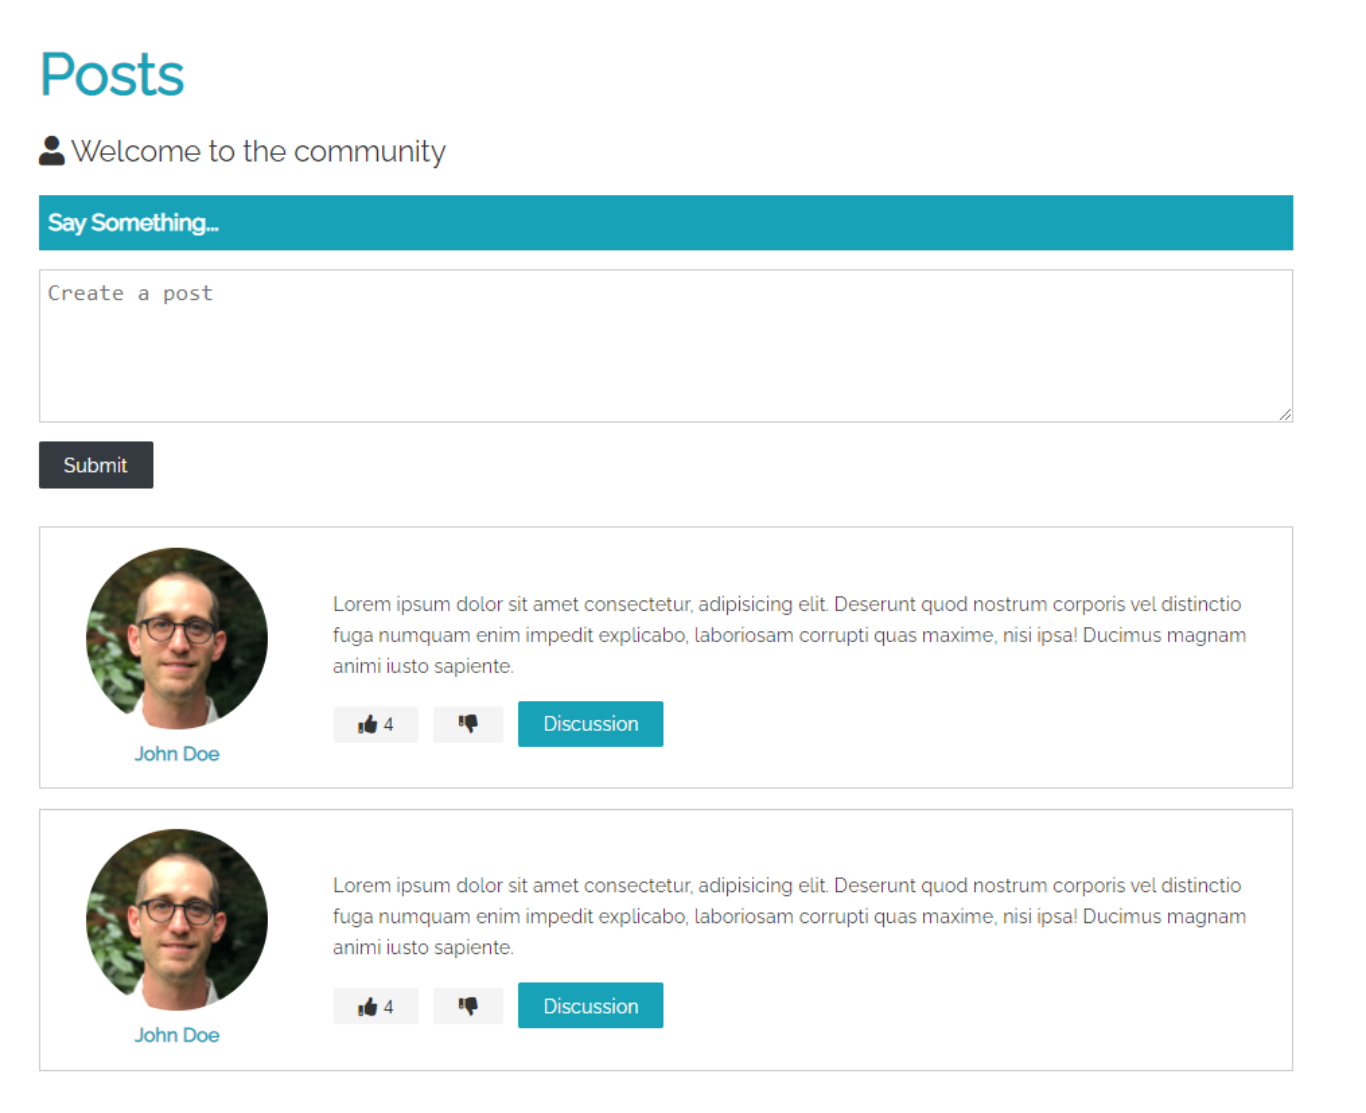 Posts
Welcome to the community
Say Something...
Create a post
Submit
Lorem ipsum dolor sit amet consectetur, adipisicing elit. Deserunt quod nostrum corporis vel distinctio
fuga numquam enim impedit explicabo, laboriosam corrupti quas maxime, nisi ipsa! Ducimus magnam
animi iusto sapiente.
4
Discussion
John Doe
Lorem ipsum dolor sit amet consectetur, adipisicing elit. Deserunt quod nostrum corporis vel distinctio
fuga numquam enim impedit explicabo, laboriosam corrupti quas maxime, nisi ipsa! Ducimus magnam
animi iusto sapiente.
4
Discussion
John Doe